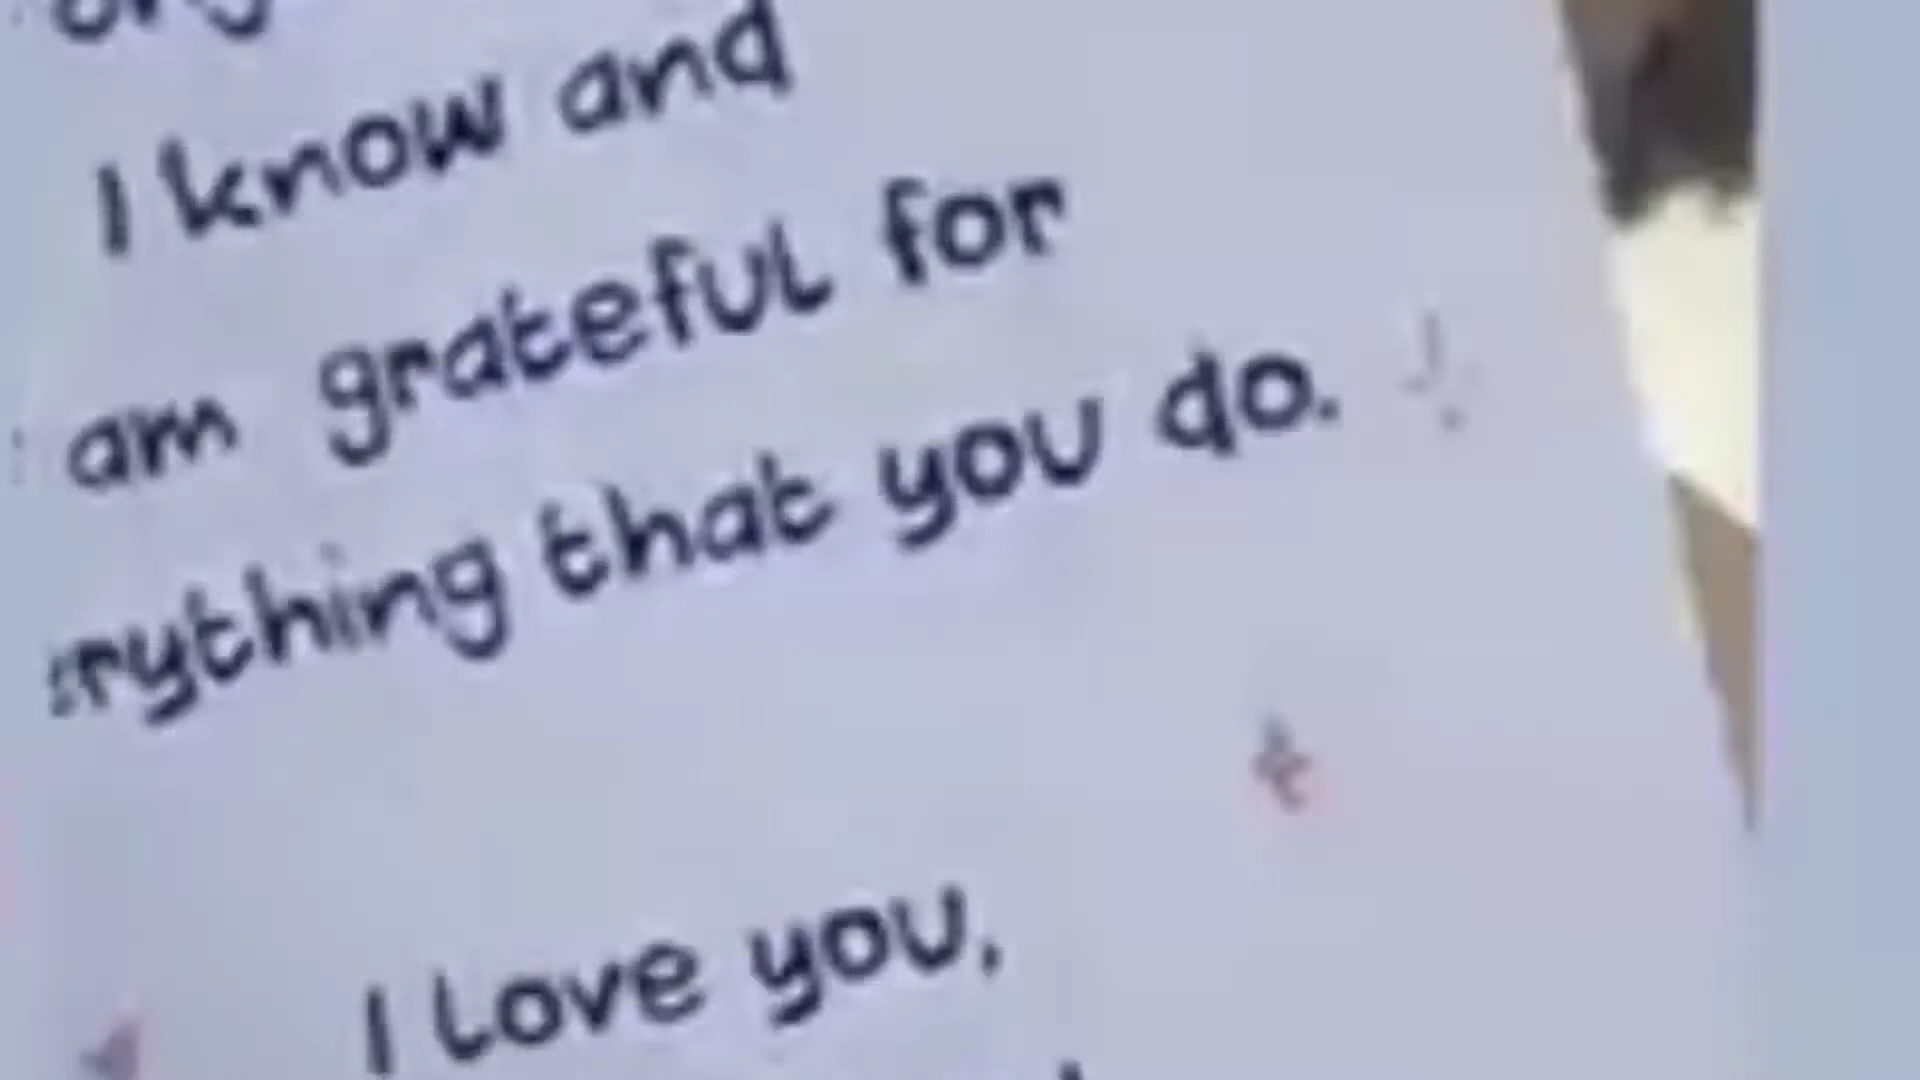 I know and
am grateful for
rything that you do.
I love you,